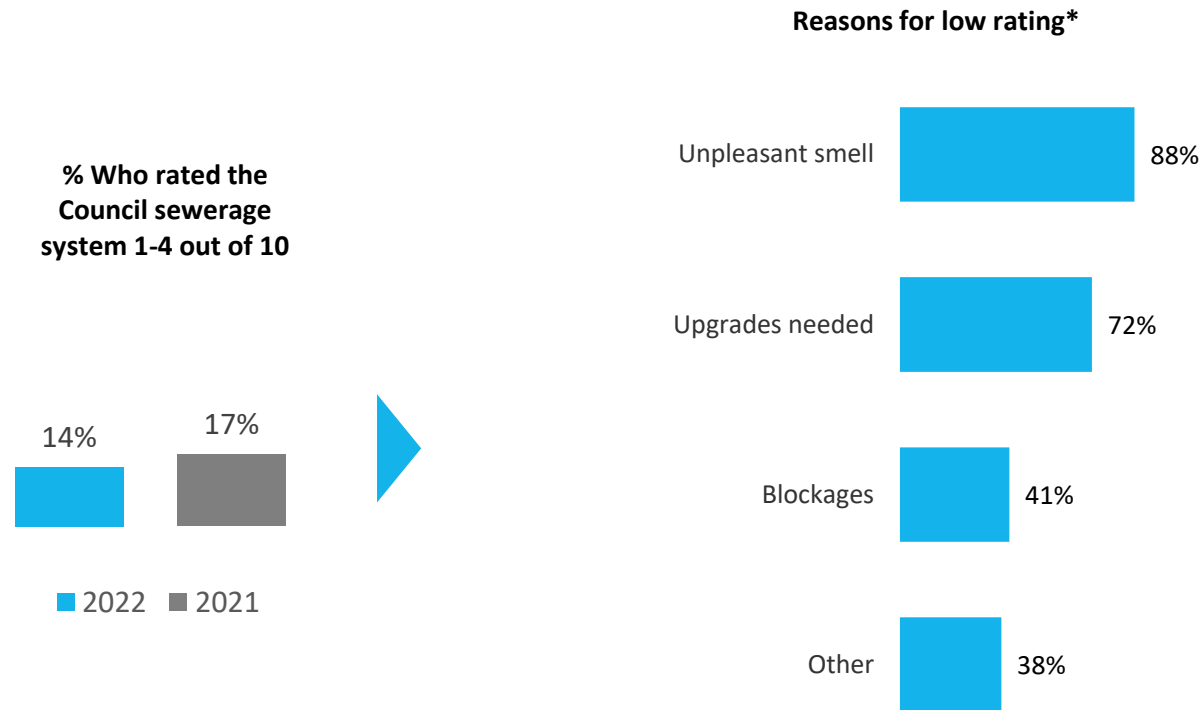 Reasons for low rating*
% Who rated the
Council sewerage
system 1-4 out of 10
14%
17%
2022
2021
Unpleasant smell
88%
Upgrades needed
72%
Blockages
41%
Other
38%